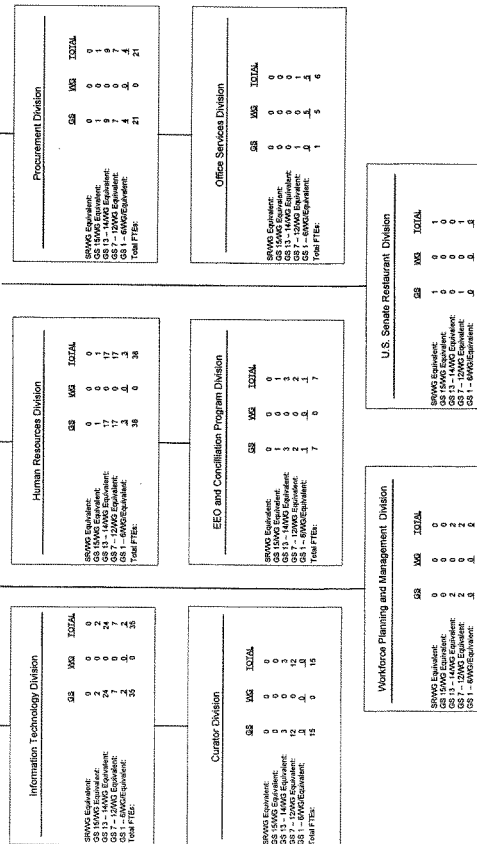 Information Technology Division
GS WG TOTAL
SR/WG Equivalent: 0 0 0
GS 15/WG Equivalent: 2 0 2
GS 13 – 14/WG Equivalent: 24 0 24
GS 7 – 12/WG Equivalent: 7 0 7
GS 1 – 6/WG/Equivalent: 2 0 2
Total FTEs: 35 0 35
Human Resources Division
GS WG TOTAL
SR/WG Equivalent: 0 0 0
GS 15/WG Equivalent: 1 0 1
GS 13 – 14/WG Equivalent: 17 0 17
GS 7 – 12/WG Equivalent: 17 0 17
GS 1 – 6/WG/Equivalent: 3 0 3
Total FTEs: 38 0 38
Procurement Division
GS WG TOTAL
SR/WG Equivalent: 0 0 0
GS 15/WG Equivalent: 1 0 1
GS 13 – 14/WG Equivalent: 9 0 9
GS 7 – 12/WG Equivalent: 7 0 7
GS 1 – 6/WG/Equivalent: 4 0 4
Total FTEs: 21 0 21
Curator Division
GS WG TOTAL
SR/WG Equivalent: 0 0 0
GS 15/WG Equivalent: 0 0 0
GS 13 – 14/WG Equivalent: 3 0 3
GS 7 – 12/WG Equivalent: 12 0 12
GS 1 – 6/WG/Equivalent: 0 0 0
Total FTEs: 15 0 15
EEO and Conciliation Program Division
GS WG TOTAL
SR/WG Equivalent: 0 0 0
GS 15/WG Equivalent: 1 0 1
GS 13 – 14/WG Equivalent: 3 0 3
GS 7 – 12/WG Equivalent: 2 0 2
GS 1 – 6/WG/Equivalent: 1 0 1
Total FTEs: 7 0 7
Office Services Division
GS WG TOTAL
SR/WG Equivalent: 0 0 0
GS 15/WG Equivalent: 0 0 0
GS 13 – 14/WG Equivalent: 0 0 0
GS 7 – 12/WG Equivalent: 1 0 1
GS 1 – 6/WG/Equivalent: 0 5 5
Total FTEs: 1 5 6
Workforce Planning and Management Division
GS WG TOTAL
SR/WG Equivalent: 0 0 0
GS 15/WG Equivalent: 0 0 0
GS 13 – 14/WG Equivalent: 2 0 2
GS 7 – 12/WG Equivalent: 2 0 2
GS 1 – 6/WG/Equivalent: 0 0 0
U.S. Senate Restaurant Division
GS WG TOTAL
SR/WG Equivalent: 1 0 1
GS 15/WG Equivalent: 0 0 0
GS 13 – 14/WG Equivalent: 0 0 0
GS 7 – 12/WG Equivalent: 1 0 1
GS 1 – 6/WG/Equivalent: 0 0 0